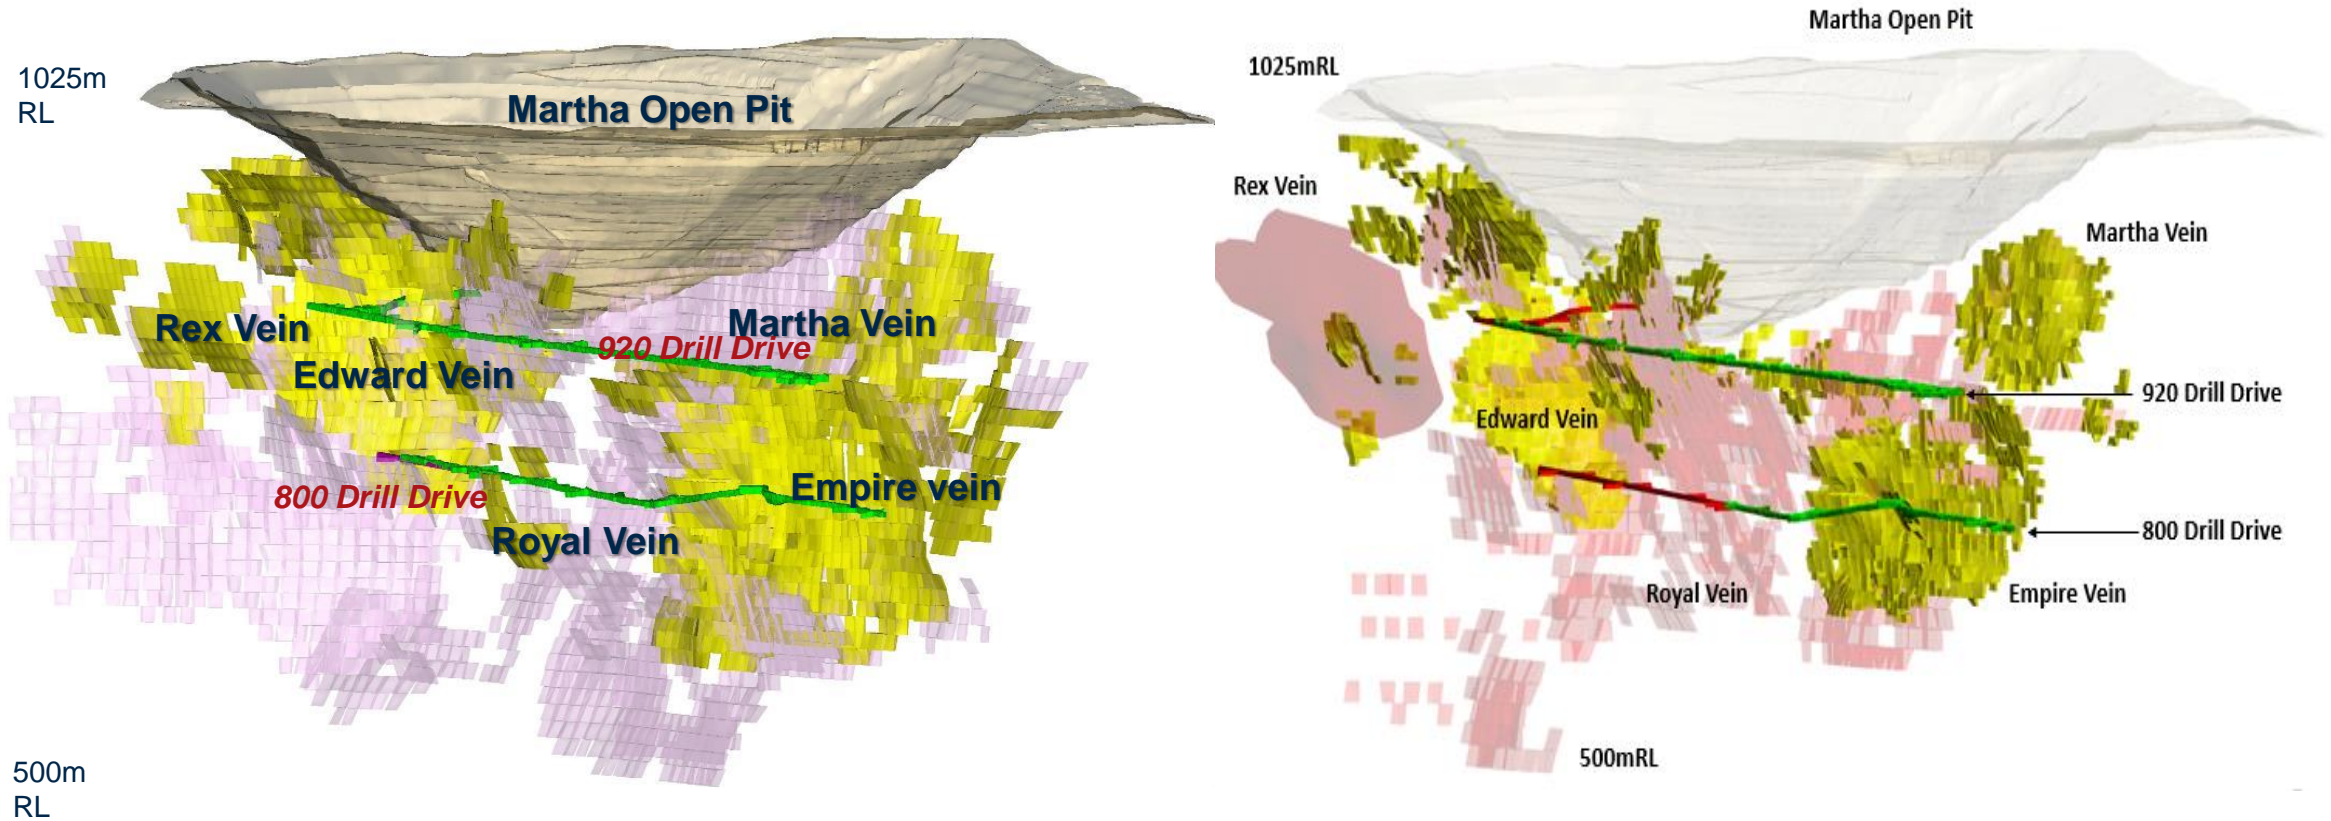 1025m
RL
Martha Open Pit
Rex Vein
Martha Vein
920 Drill Drive
Edward Vein
800 Drill Drive
Empire vein
Royal Vein
500m
RL
Martha Open Pit
1025mRL
Rex Vein
Martha Vein
920 Drill Drive
Edward Vein
800 Drill Drive
Royal Vein
Empire Vein
500mRL